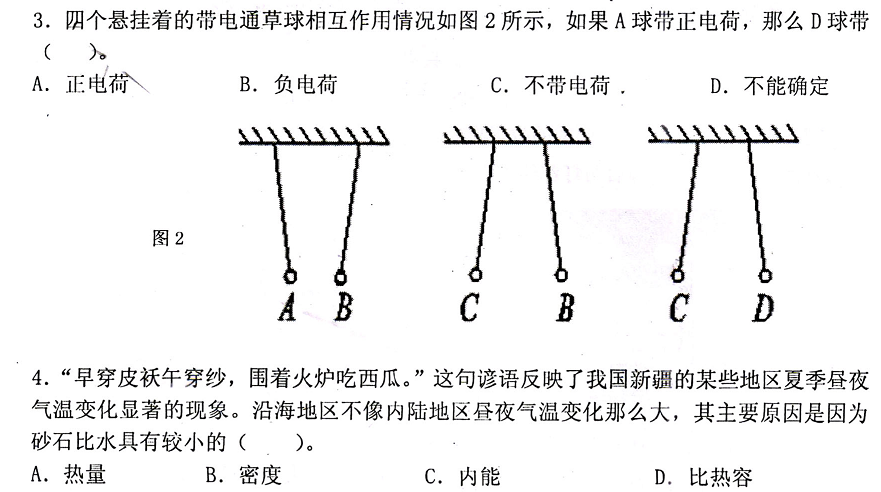 3．四个悬挂着的带电通草球相互作用情况如图2所示，如果A球带正电荷，那么D球带
（　　）。
A．正电荷　B．负电荷　C．不带电荷．　D．不能确定
图2
A　B　C　B　C　D
4．“早穿皮袄午穿纱，围着火炉吃西瓜。”这句谚语反映了我国新疆的某些地区夏季昼夜
气温变化显著的现象。沿海地区不像内陆地区昼夜气温变化那么大，其主要原因是因为
砂石比水具有较小的（　　）。
A．热量　B．密度　C．内能　D．比热容